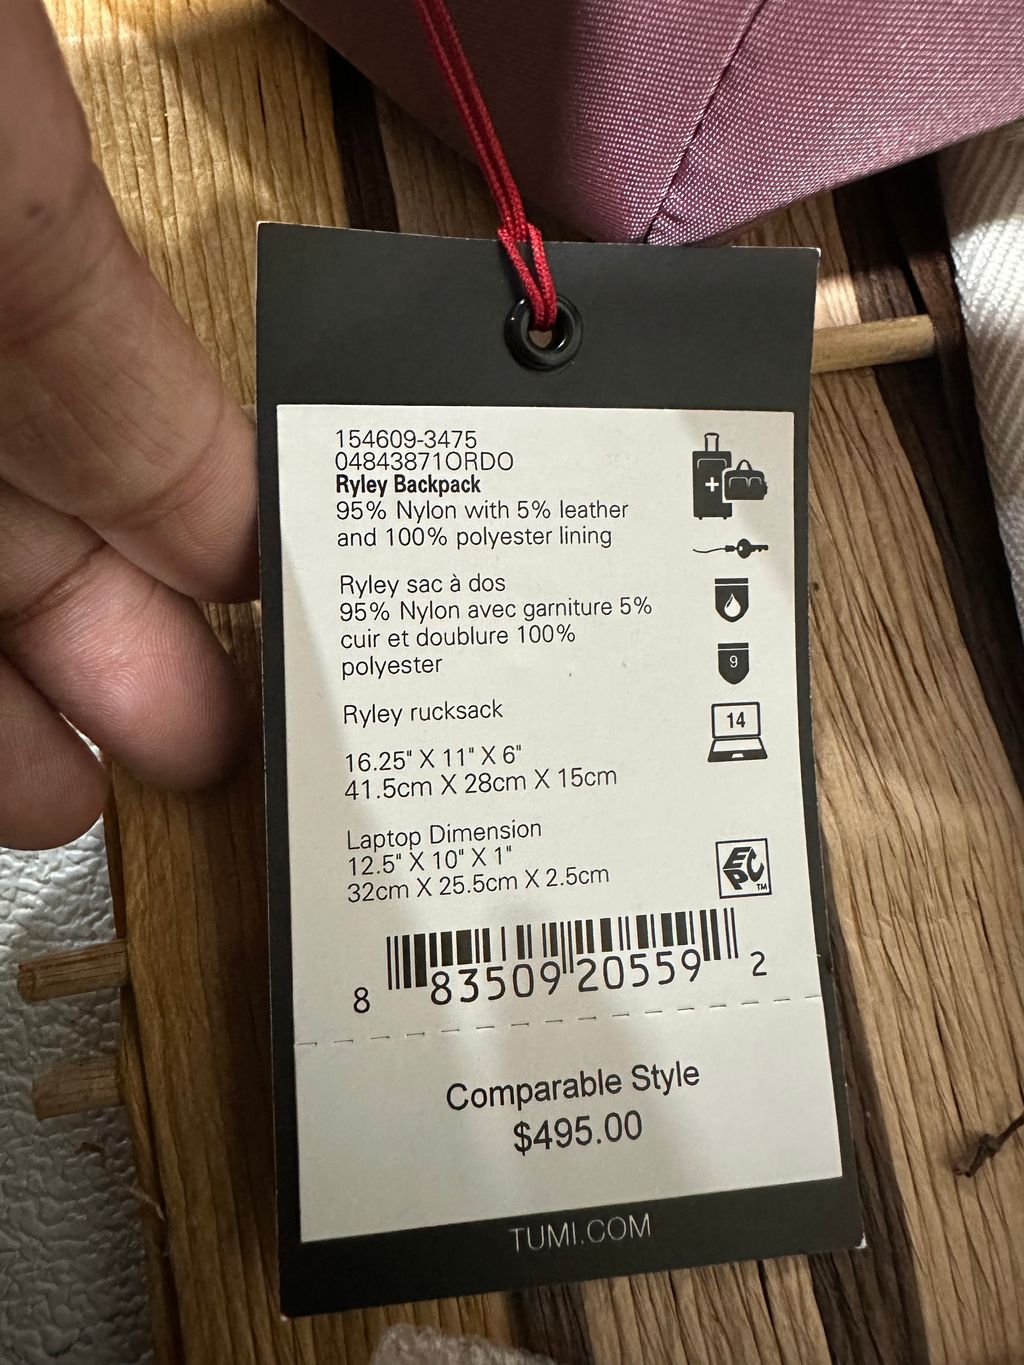 154609-3475
04843871ORDO
Ryley Backpack
95% Nylon with 5% leather
and 100% polyester lining
Ryley sac à dos
95% Nylon avec garniture 5%
cuir et doublure 100%
polyester
Ryley rucksack
16.25" X 11" X 6"
41.5cm X 28cm X 15cm
Laptop Dimension
12.5" X 10" X 1"
32cm X 25.5cm X 2.5cm
9
14
EPC™
8 83509 20559 2
Comparable Style
$495.00
TUMI.COM